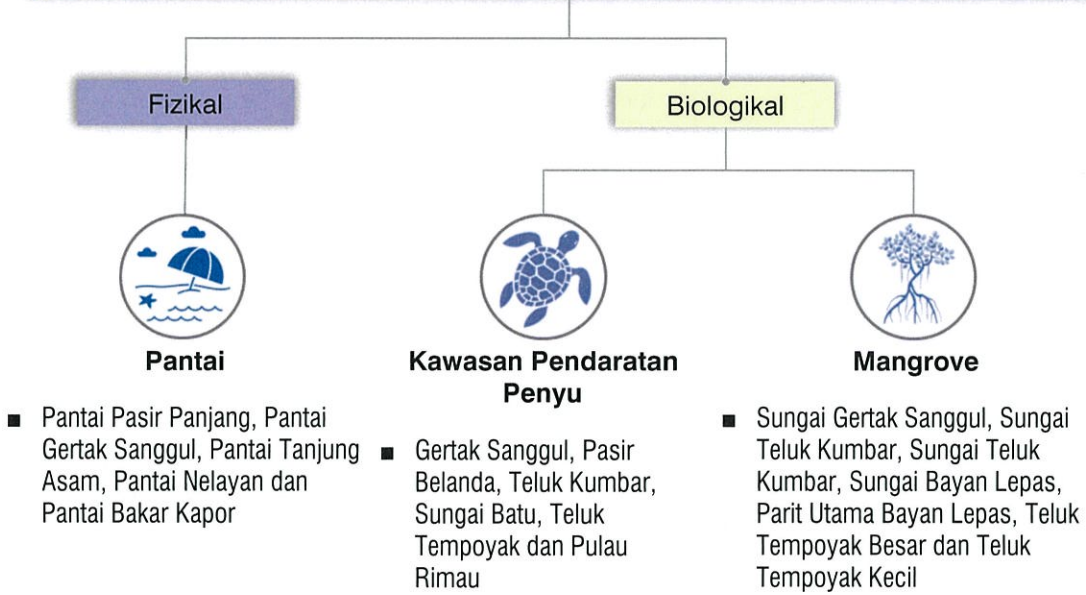 Fizikal
Biologikal
Pantai
■ Pantai Pasir Panjang, Pantai
Gertak Sanggul, Pantai Tanjung
Asam, Pantai Nelayan dan
Pantai Bakar Kapor
Kawasan Pendaratan
Penyu
■ Gertak Sanggul, Pasir
Belanda, Teluk Kumbar,
Sungai Batu, Teluk
Tempoyak dan Pulau
Rimau
Mangrove
■ Sungai Gertak Sanggul, Sungai
Teluk Kumbar, Sungai Teluk
Kumbar, Sungai Bayan Lepas,
Parit Utama Bayan Lepas, Teluk
Tempoyak Besar dan Teluk
Tempoyak Kecil